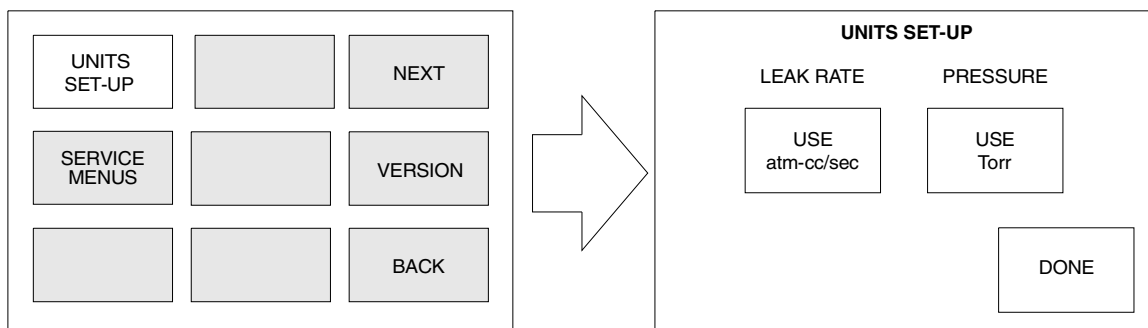 UNITS
SET-UP
NEXT
SERVICE
MENUS
VERSION
BACK
UNITS SET-UP
LEAK RATE
PRESSURE
USE
atm-cc/sec
USE
Torr
DONE